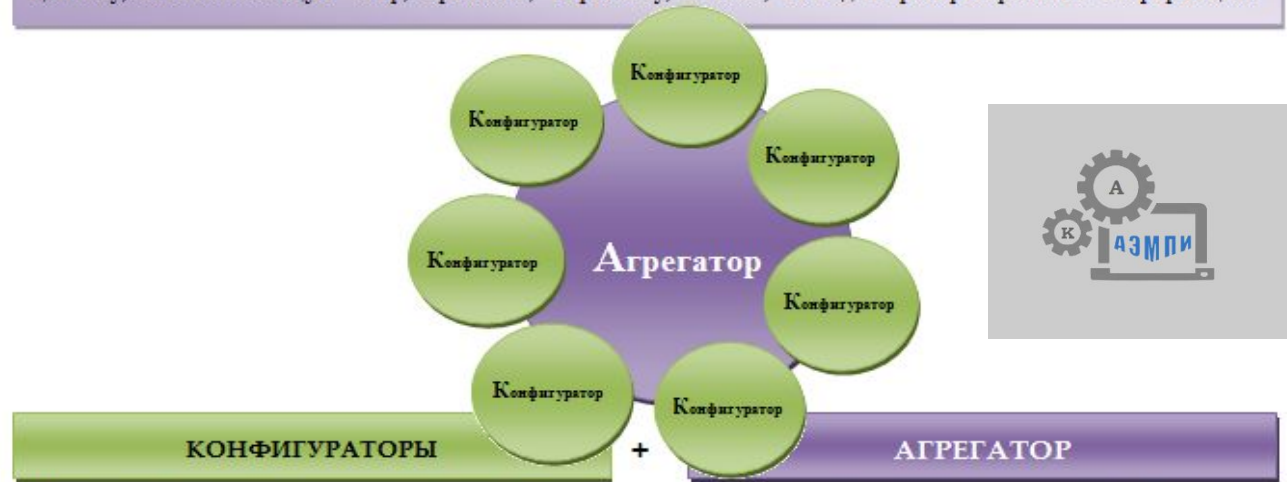 Конфигуратор
Конфигуратор
Конфигуратор
А
К
АЭМПИ
Конфигуратор
Агрегатор
Конфигуратор
Конфигуратор
Конфигуратор
КОНФИГУРАТОРЫ
+
АГРЕГАТОР